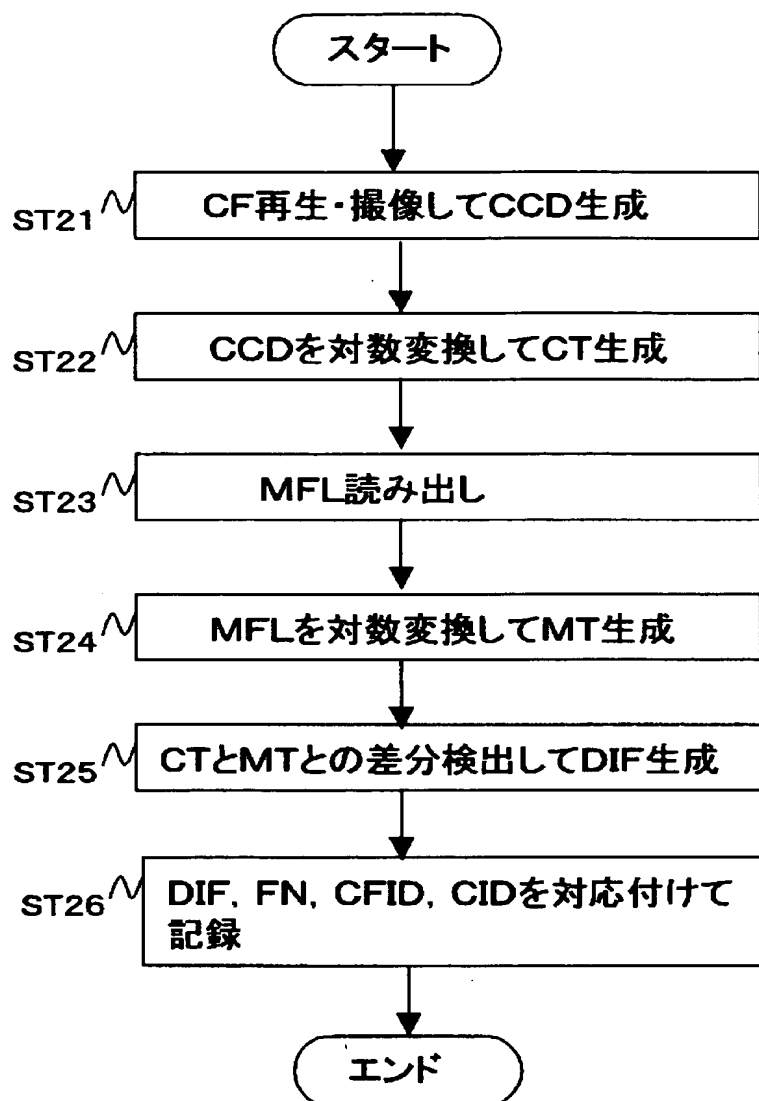 スタート
ST21 CF再生・撮像してCCD生成
ST22 CCDを対数変換してCT生成
ST23 MFL読み出し
ST24 MFLを対数変換してMT生成
ST25 CTとMTとの差分検出してDIF生成
ST26 DIF, FN, CFID, CIDを対応付けて
記録
エンド